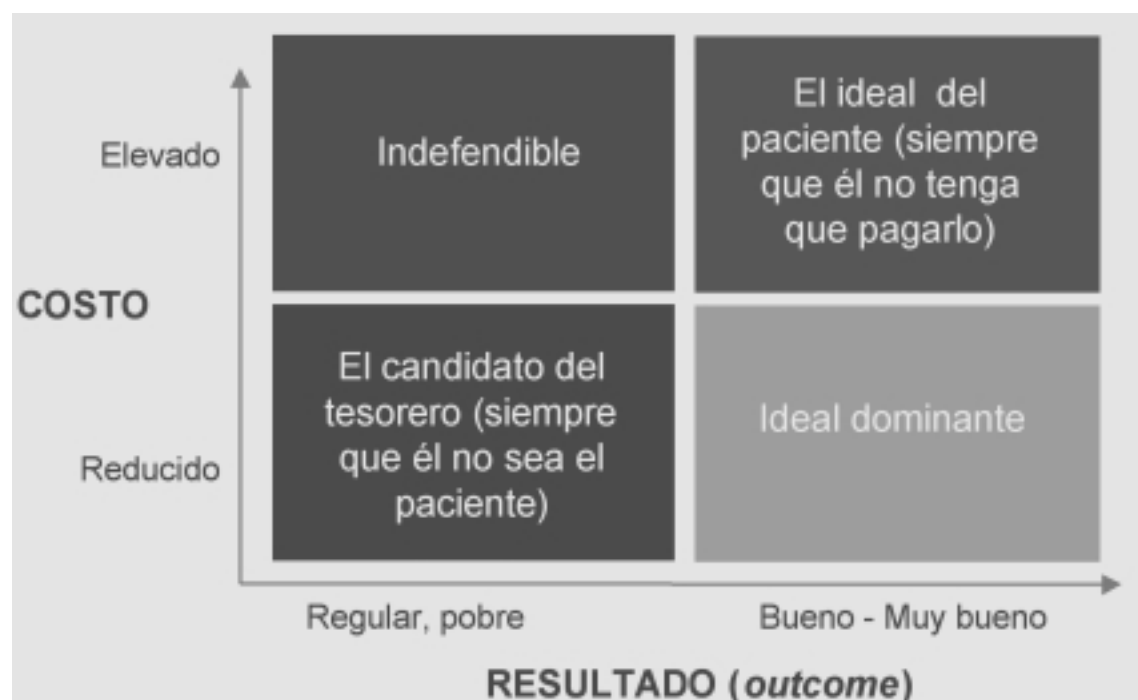 Elevado
Indefendible
El ideal del
paciente (siempre
que él no tenga
que pagarlo)
COSTO
Reducido
El candidato del
tesorero (siempre
que él no sea el
paciente)
Ideal dominante
Regular, pobre
Bueno - Muy bueno
RESULTADO (outcome)